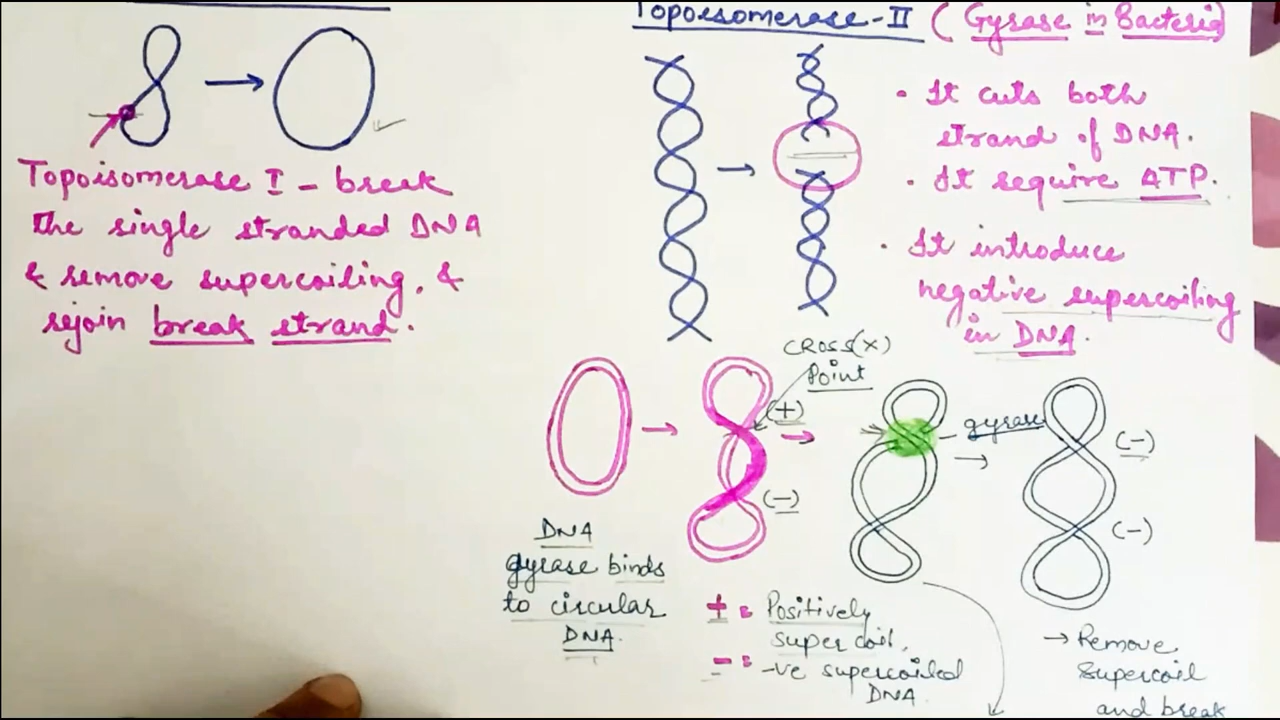 Topoisomerase I - break
the single stranded DNA
& remove supercoiling, &
rejoin break strand.
Topoisomerase-II (Gyrase in Bacteria)
• It cuts both
strand of DNA.
• It require ATP.
• It introduce
negative supercoiling
in DNA.
CROSS(X)
Point
(+)
(-)
gyrase
(-)
(-)
DNA
gyrase binds
to circular
DNA.
+ = Positively
super coil,
- = -ve supercoiled
DNA.
→ Remove
supercoil
and break